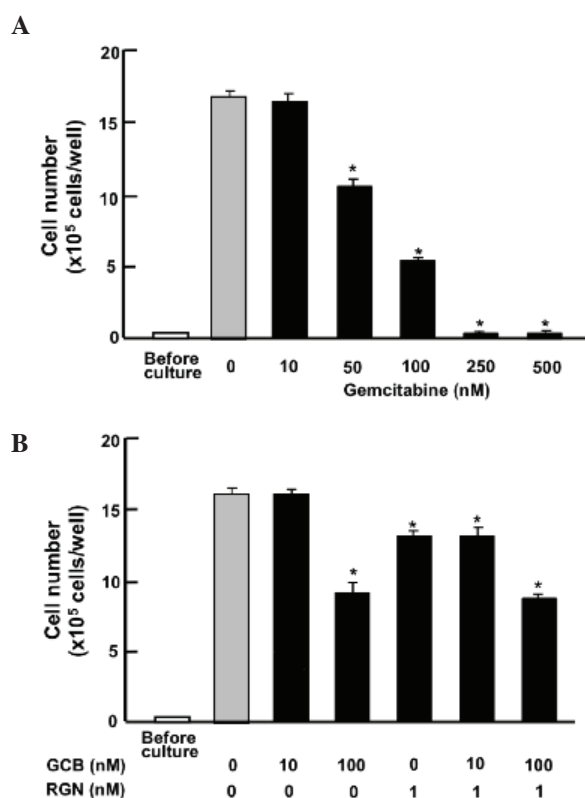 A
20
15
10
5
0
Cell number
(x10⁵ cells/well)
* * * *
Before
culture
0 10 50 100 250 500
Gemcitabine (nM)
B
20
15
10
5
0
Cell number
(x10⁵ cells/well)
* * * *
Before
culture
GCB (nM) 0 10 100 0 10 100
RGN (nM) 0 0 0 1 1 1